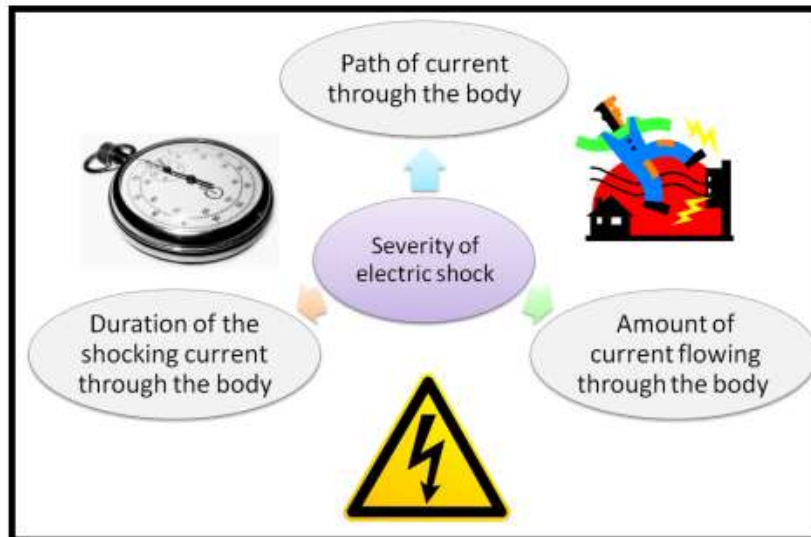 Path of current
through the body
Severity of
electric shock
Duration of the
shocking current
through the body
Amount of
current flowing
through the body